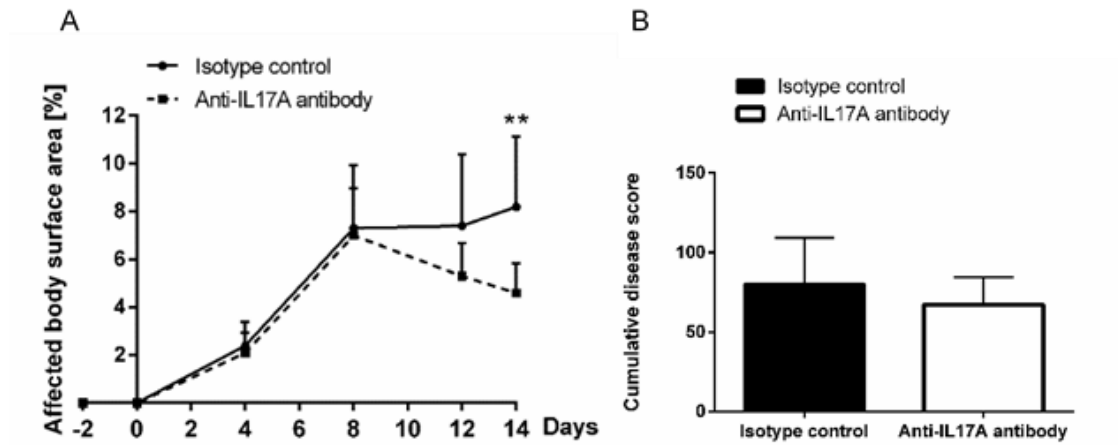 A
Isotype control
Anti-IL17A antibody
Affected body surface area [%]
12
10
8
6
4
2
**
-2 0 2 4 6 8 10 12 14 Days
B
Isotype control
Anti-IL17A antibody
Cumulative disease score
150
100
50
0
Isotype control Anti-IL17A antibody